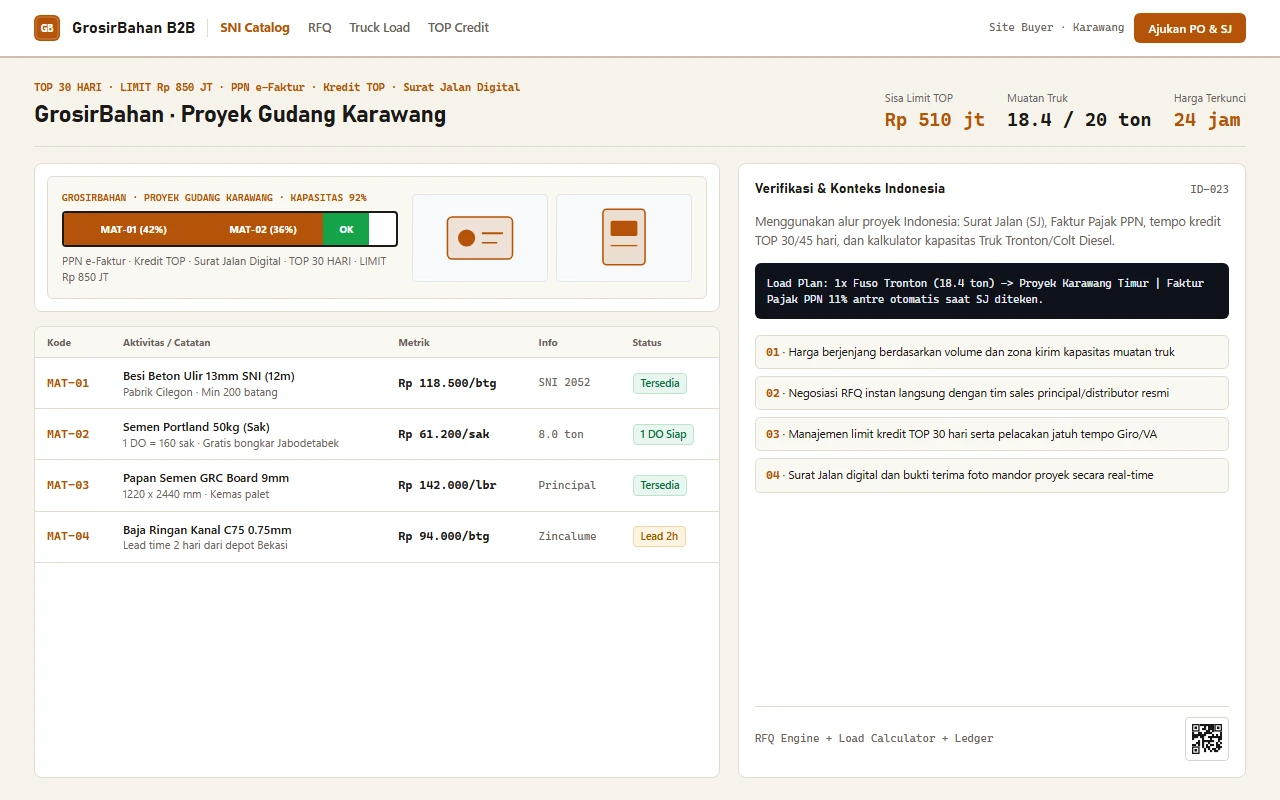 GB
GrosirBahan B2B
SNI Catalog
RFQ
Truck Load
TOP Credit
Site Buyer · Karawang
Ajukan PO & SJ
TOP 30 HARI · LIMIT Rp 850 JT · PPN e-Faktur · Kredit TOP · Surat Jalan Digital
GrosirBahan · Proyek Gudang Karawang
Sisa Limit TOP
Rp 510 jt
Muatan Truk
18.4 / 20 ton
Harga Terkunci
24 jam
GROSIRBAHAN · PROYEK GUDANG KARAWANG · KAPASITAS 92%
MAT-01 (42%)
MAT-02 (36%)
OK
PPN e-Faktur · Kredit TOP · Surat Jalan Digital · TOP 30 HARI · LIMIT
Rp 850 JT
Kode
Aktivitas / Catatan
Metrik
Info
Status
MAT-01
Besi Beton Ulir 13mm SNI (12m)
Pabrik Cilegon · Min 200 batang
Rp 118.500/btg
SNI 2052
Tersedia
MAT-02
Semen Portland 50kg (Sak)
1 DO = 160 sak · Gratis bongkar Jabodetabek
Rp 61.200/sak
8.0 ton
1 DO Siap
MAT-03
Papan Semen GRC Board 9mm
1220 x 2440 mm · Kemas palet
Rp 142.000/lbr
Principal
Tersedia
MAT-04
Baja Ringan Kanal C75 0.75mm
Lead time 2 hari dari depot Bekasi
Rp 94.000/btg
Zincalume
Lead 2h
Verifikasi & Konteks Indonesia
ID-023
Menggunakan alur proyek Indonesia: Surat Jalan (SJ), Faktur Pajak PPN, tempo kredit
TOP 30/45 hari, dan kalkulator kapasitas Truk Tronton/Colt Diesel.
Load Plan: 1x Fuso Tronton (18.4 ton) -> Proyek Karawang Timur | Faktur
Pajak PPN 11% antre otomatis saat SJ diteken.
01 · Harga berjenjang berdasarkan volume dan zona kirim kapasitas muatan truk
02 · Negosiasi RFQ instan langsung dengan tim sales principal/distributor resmi
03 · Manajemen limit kredit TOP 30 hari serta pelacakan jatuh tempo Giro/VA
04 · Surat Jalan digital dan bukti terima foto mandor proyek secara real-time
RFQ Engine + Load Calculator + Ledger